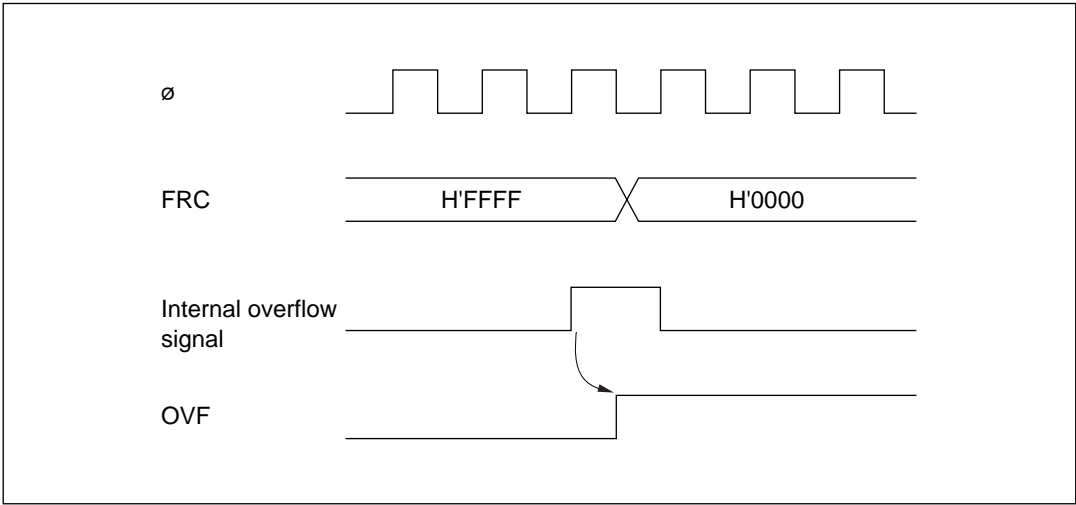 ø
FRC
H'FFFF
H'0000
Internal overflow
signal
OVF